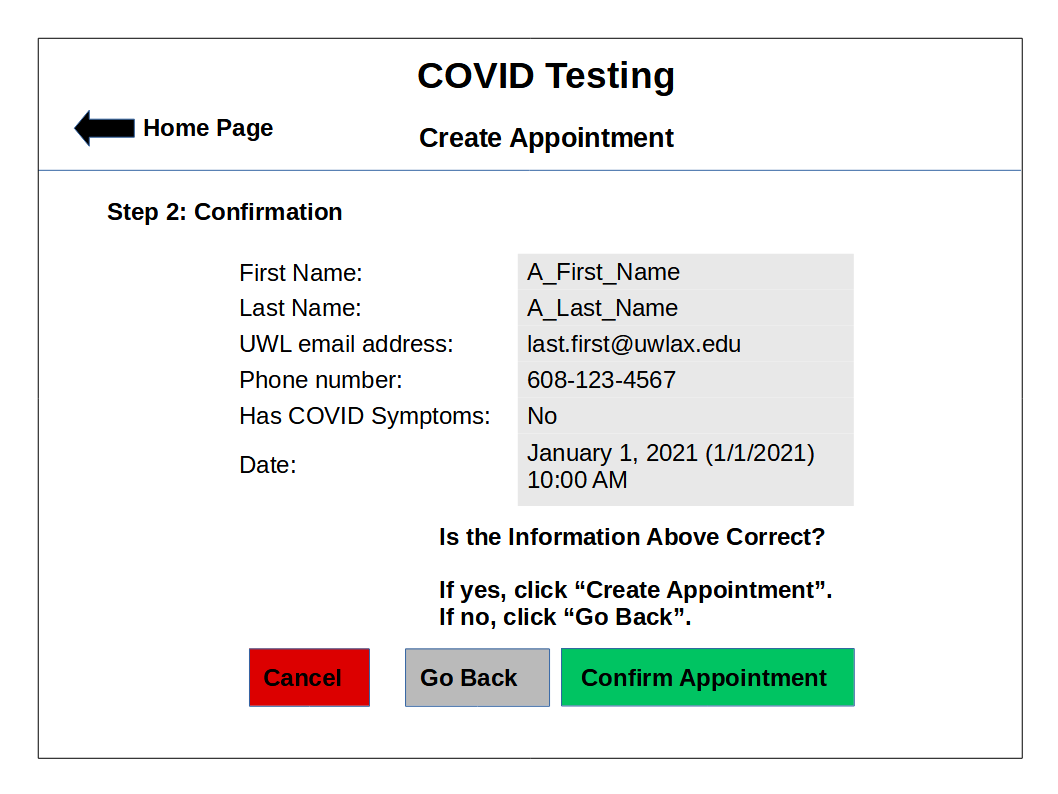 COVID Testing
Home Page
Create Appointment
Step 2: Confirmation
First Name: A_First_Name
Last Name: A_Last_Name
UWL email address: last.first@uwlax.edu
Phone number: 608-123-4567
Has COVID Symptoms: No
Date: January 1, 2021 (1/1/2021)
10:00 AM
Is the Information Above Correct?
If yes, click “Create Appointment”.
If no, click “Go Back”.
Cancel Go Back Confirm Appointment